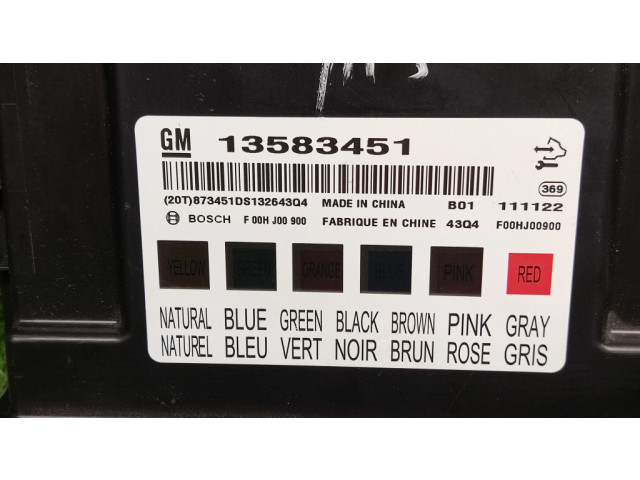 GM 13583451
369
(20T)873451DS132643Q4 MADE IN CHINA B01 111122
BOSCH F 00H J00 900 FABRIQUE EN CHINE 43Q4 F00HJ00900
YELLOW GREEN ORANGE BLUE PINK RED
NATURAL BLUE GREEN BLACK BROWN PINK GRAY
NATUREL BLEU VERT NOIR BRUN ROSE GRIS